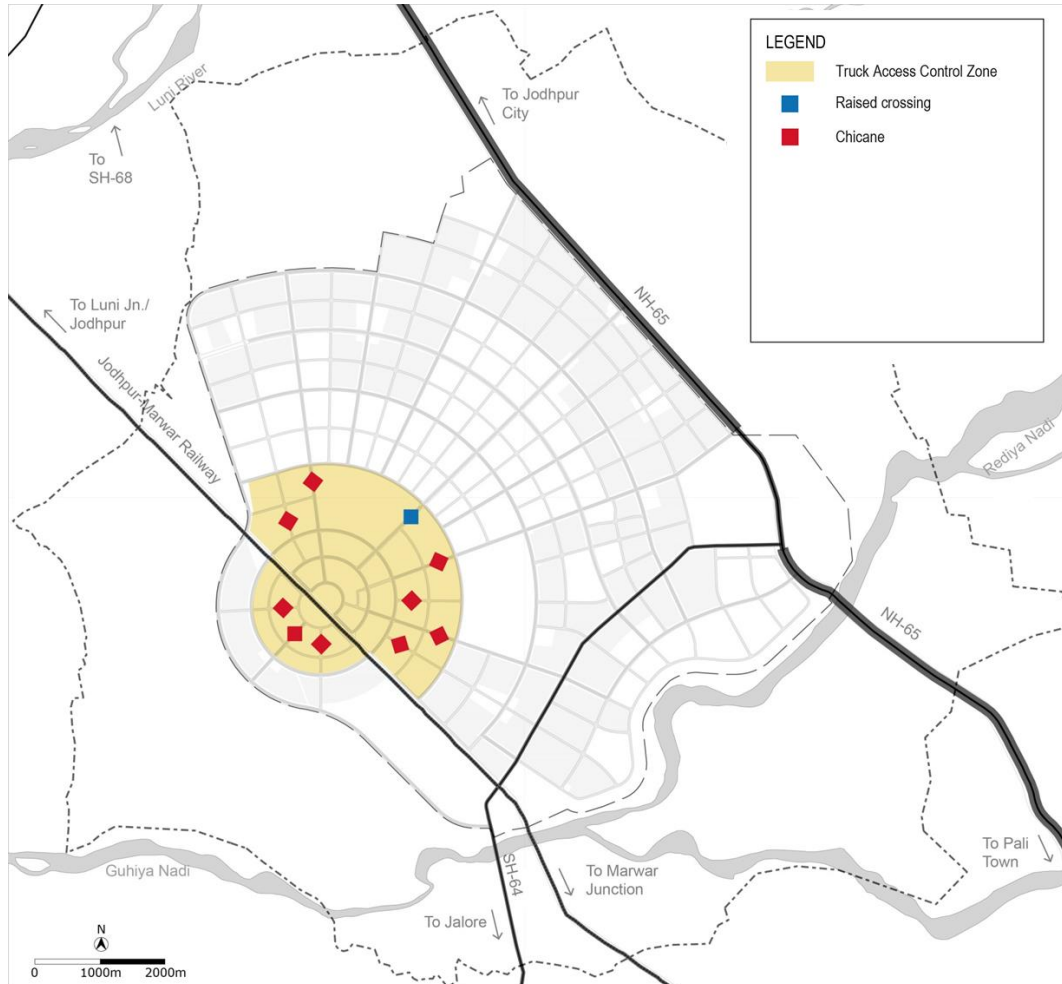 LEGEND
Truck Access Control Zone
Raised crossing
Chicane
Luni River
To
SH-68
To Jodhpur
City
To Luni Jn./
Jodhpur
Jodhpur-Marwar Railway
NH-65
Rediya Nadi
NH-65
To Pali
Town
Guhiya Nadi
SH-64
To Marwar
Junction
To Jalore
N
0 1000m 2000m